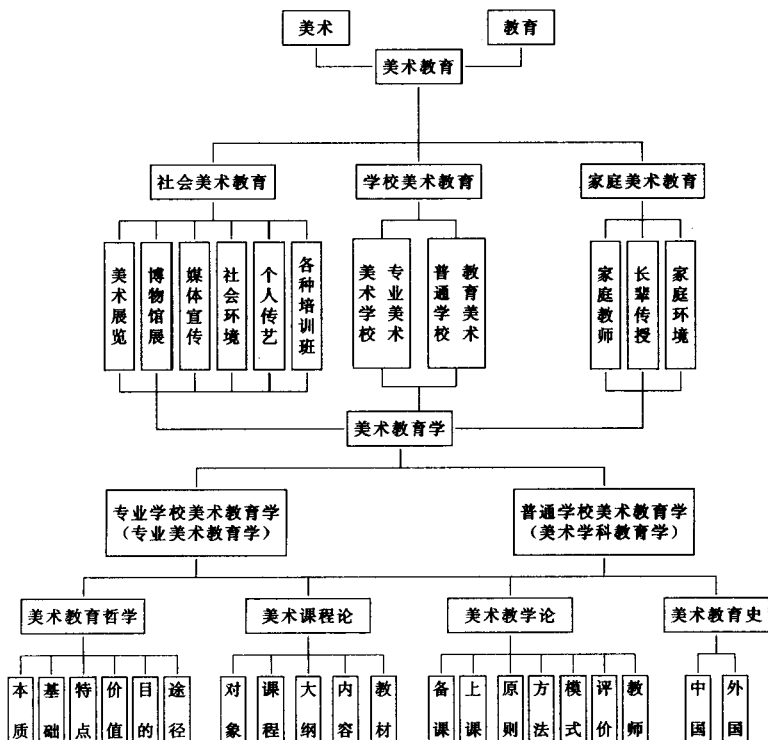 美术
教育
美术教育
社会美术教育
学校美术教育
家庭美术教育
美术展览
博物馆展
媒体宣传
社会环境
个人传艺
各种培训班
美术学校
专业美术
普通学校
教育美术
家庭教师
长辈传授
家庭环境
美术教育学
专业学校美术教育学
（专业美术教育学）
普通学校美术教育学
（美术学科教育学）
美术教育哲学
美术课程论
美术教学论
美术教育史
本质
基础
特点
价值
目的
途径
对象
课程
大纲
内容
教材
备课
上课
原则
方法
模式
评价
教师
中国
外国